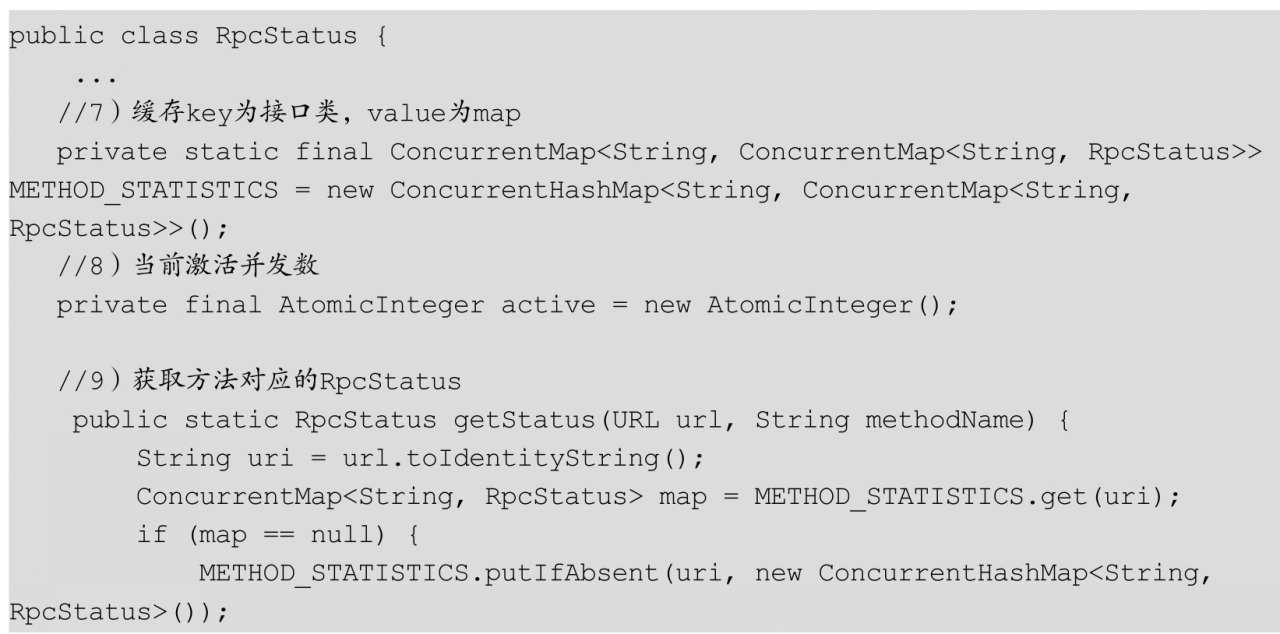 public class RpcStatus {
...
//7）缓存key为接口类，value为map
private static final ConcurrentMap<String, ConcurrentMap<String, RpcStatus>>
METHOD_STATISTICS = new ConcurrentHashMap<String, ConcurrentMap<String,
RpcStatus>>();
//8）当前激活并发数
private final AtomicInteger active = new AtomicInteger();
//9）获取方法对应的RpcStatus
public static RpcStatus getStatus(URL url, String methodName) {
String uri = url.toIdentityString();
ConcurrentMap<String, RpcStatus> map = METHOD_STATISTICS.get(uri);
if (map == null) {
METHOD_STATISTICS.putIfAbsent(uri, new ConcurrentHashMap<String,
RpcStatus>());